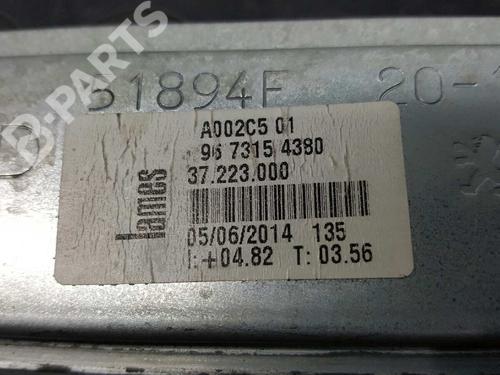 B-PARTS
51894F 20-
A002C5 01
96 7315 4380
37.223.000
lames
05/06/2014 135
I:+04.82 T: 03.56